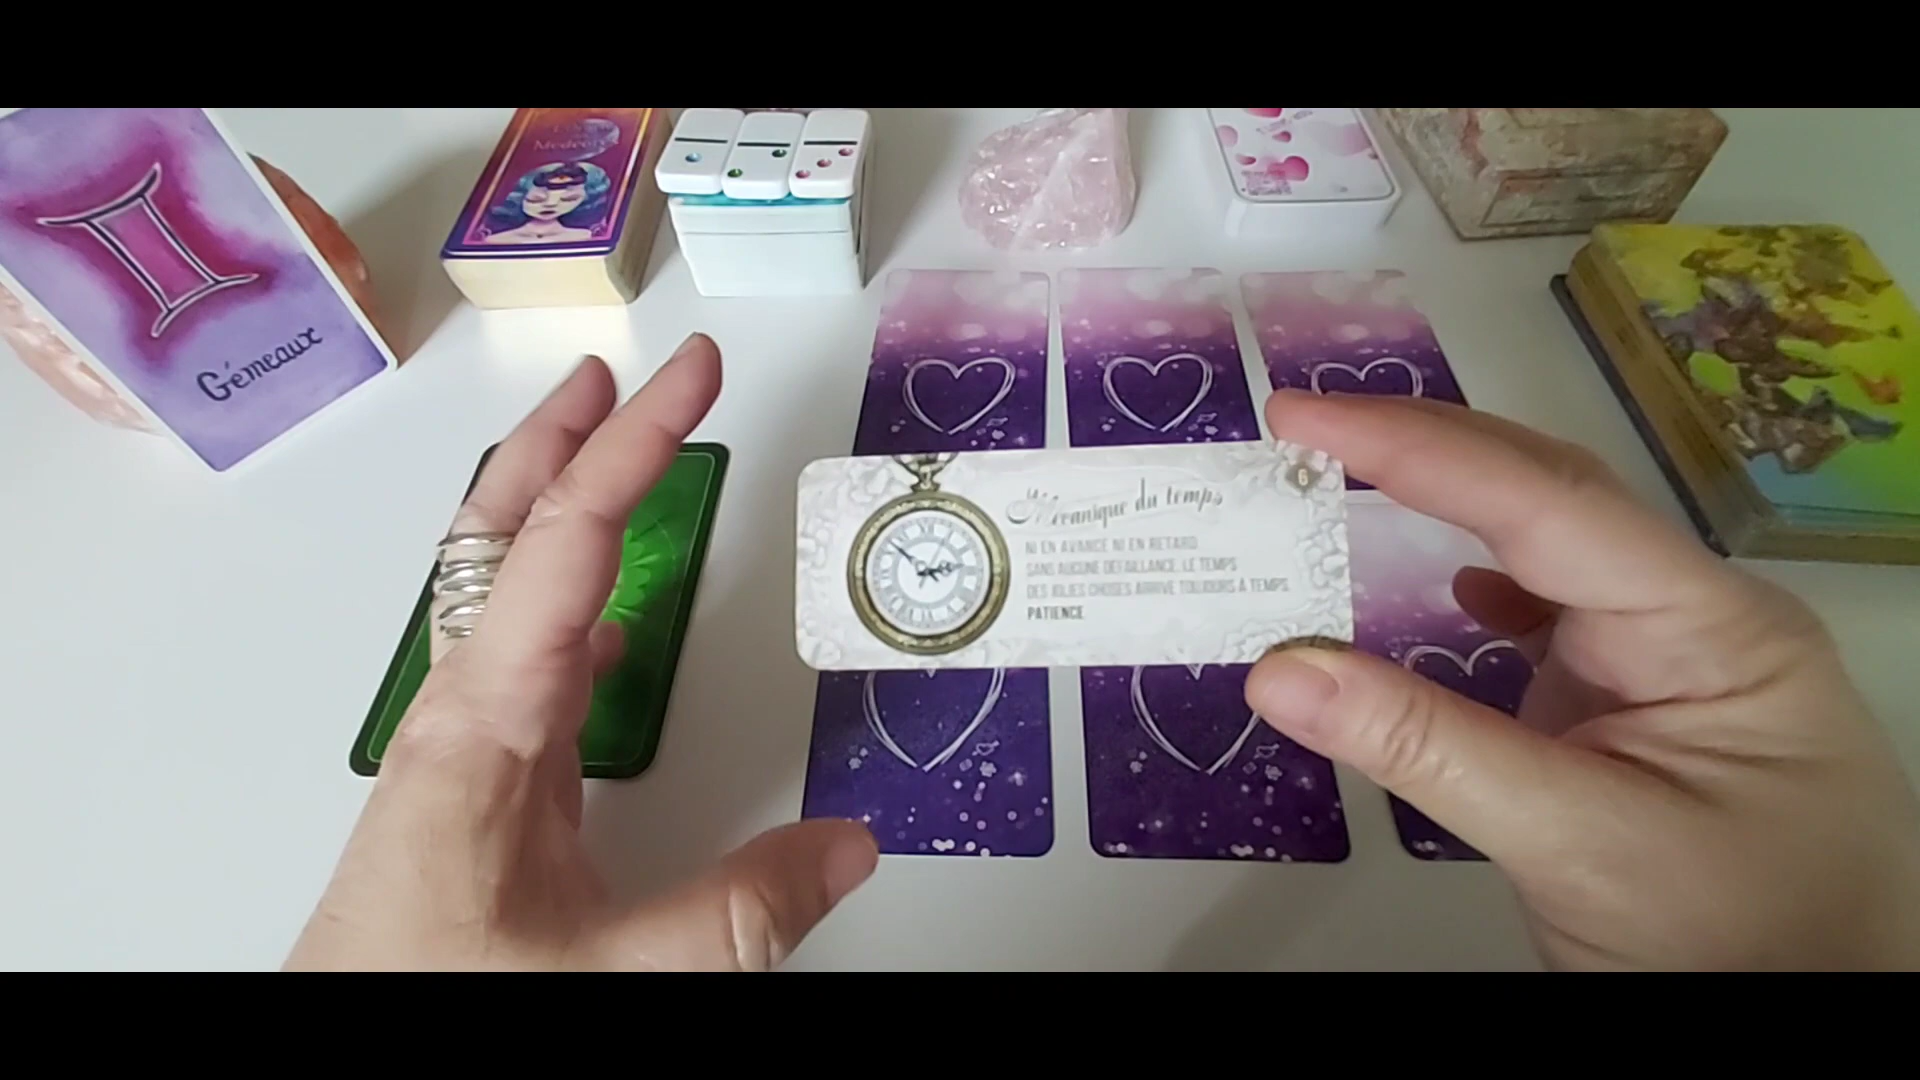 Gémeaux
Medeores
6
Mécanique du temps
NI EN AVANCE NI EN RETARD
SANS AUCUNE DÉFAILLANCE, LE TEMPS
DES JOLIES CHOSES ARRIVE TOUJOURS À TEMPS.
PATIENCE